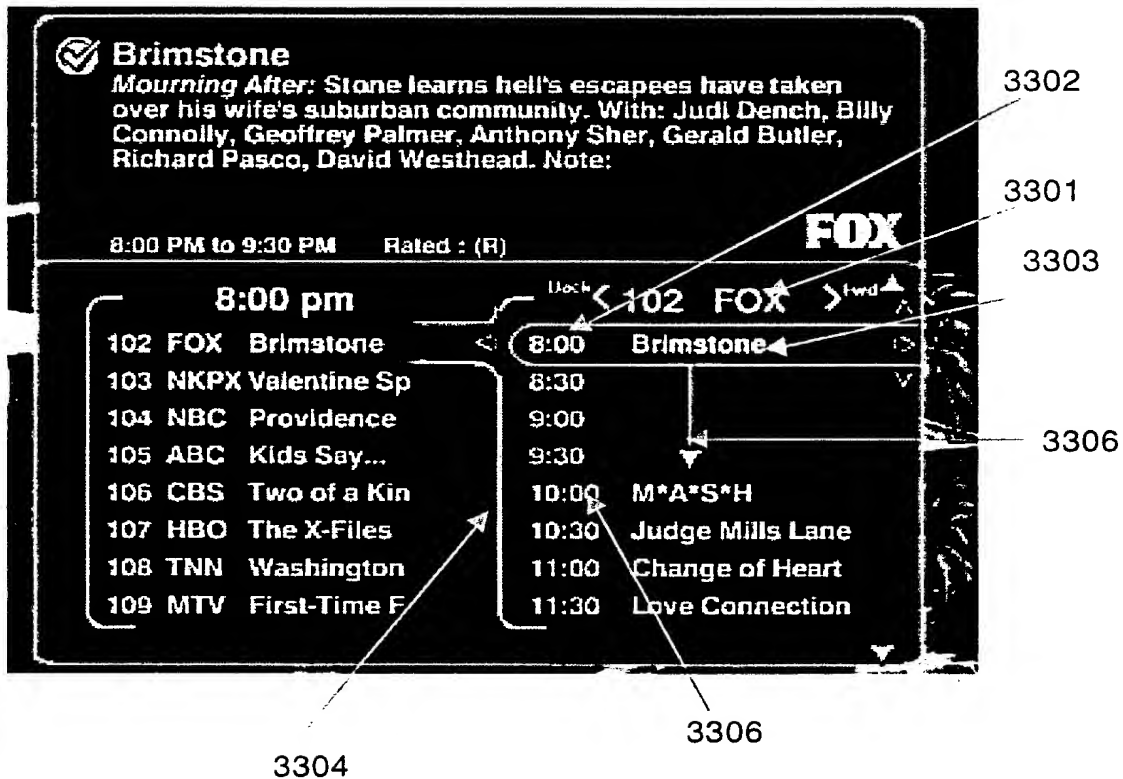 Brimstone
Mourning After: Stone learns hell's escapees have taken
over his wife's suburban community. With: Judi Dench, Billy
Connolly, Geoffrey Palmer, Anthony Sher, Gerald Butler,
Richard Pasco, David Westhead. Note:
8:00 PM to 9:30 PM Rated : (R)
FOX
8:00 pm
102 FOX Brimstone
103 NKPX Valentine Sp
104 NBC Providence
105 ABC Kids Say...
106 CBS Two of a Kin
107 HBO The X-Files
108 TNN Washington
109 MTV First-Time F
Back < 102 FOX > Fwd
8:00 Brimstone
8:30
9:00
9:30
10:00 M*A*S*H
10:30 Judge Mills Lane
11:00 Change of Heart
11:30 Love Connection
3302
3301
3303
3306
3306
3304